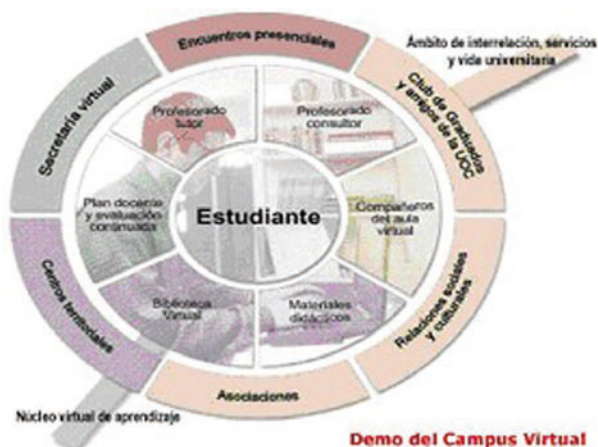 Encuentros presenciales
Ámbito de interrelación, servicios
y vida universitaria
Secretaría virtual
Club de Graduados
y amigos de la UOC
Profesorado
tutor
Profesorado
consultor
Plan docente
y evaluación
continuada
Estudiante
Compañeros
del aula
virtual
Biblioteca
Virtual
Materiales
didácticos
Centros territoriales
Relaciones sociales
y culturales
Asociaciones
Núcleo virtual de aprendizaje
Demo del Campus Virtual